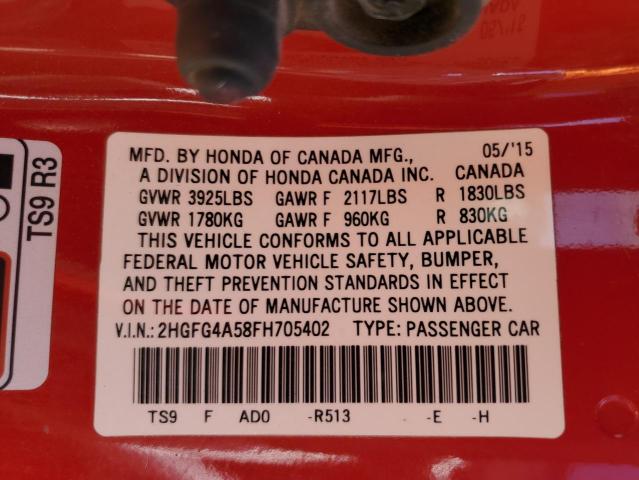 MFD. BY HONDA OF CANADA MFG., 05/'15
A DIVISION OF HONDA CANADA INC. CANADA
GVWR 3925LBS GAWR F 2117LBS R 1830LBS
GVWR 1780KG GAWR F 960KG R 830KG
THIS VEHICLE CONFORMS TO ALL APPLICABLE
FEDERAL MOTOR VEHICLE SAFETY, BUMPER,
AND THEFT PREVENTION STANDARDS IN EFFECT
ON THE DATE OF MANUFACTURE SHOWN ABOVE.
V.I.N.: 2HGFG4A58FH705402 TYPE: PASSENGER CAR
TS9 F AD0 -R513 -E -H
TS9 R3